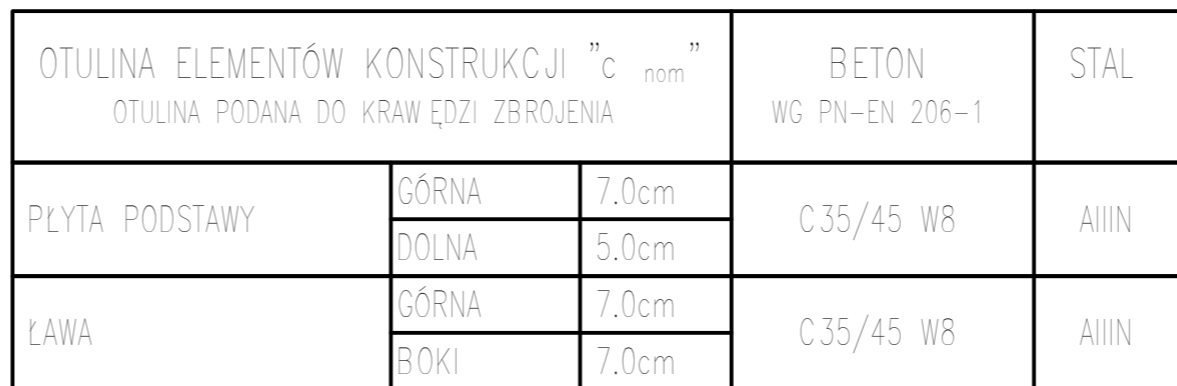 OTULINA ELEMENTÓW KONSTRUKCJI "c nom"
OTULINA PODANA DO KRAWĘDZI ZBROJENIA
BETON
WG PN-EN 206-1
STAL
PŁYTA PODSTAWY
GÓRNA 7.0cm
DOLNA 5.0cm
C35/45 W8
AIIIN
ŁAWA
GÓRNA 7.0cm
BOKI 7.0cm
C35/45 W8
AIIIN